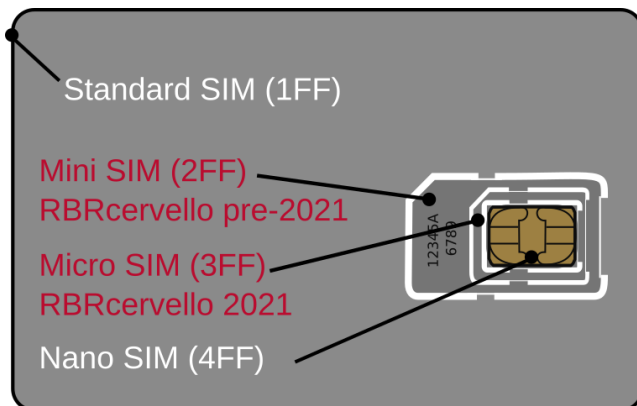 Standard SIM (1FF)
Mini SIM (2FF)
RBRcervello pre-2021
12345A
6789
Micro SIM (3FF)
RBRcervello 2021
Nano SIM (4FF)